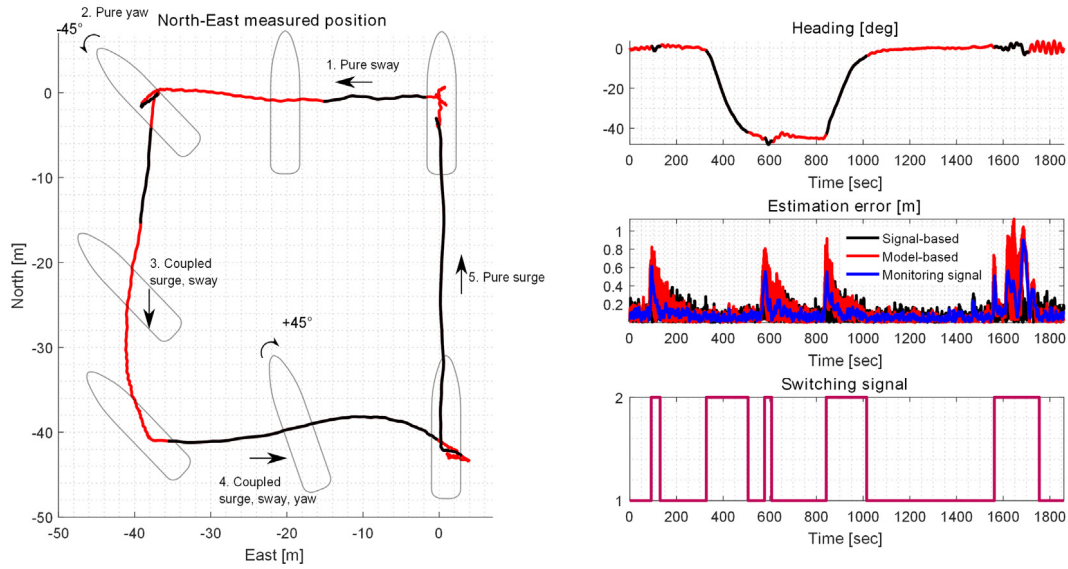 North-East measured position
2. Pure yaw
-45°
1. Pure sway
3. Coupled
surge, sway
5. Pure surge
+45°
4. Coupled
surge, sway, yaw
North [m]
0
-10
-20
-30
-40
-50
-50
-40
-30
-20
-10
0
East [m]
Heading [deg]
0
-20
-40
0
200
400
600
800
1000
1200
1400
1600
1800
Time [sec]
Estimation error [m]
Signal-based
Model-based
Monitoring signal
1
0.8
0.6
0.4
0.2
0
200
400
600
800
1000
1200
1400
1600
1800
Time [sec]
Switching signal
2
1
0
200
400
600
800
1000
1200
1400
1600
1800
Time [sec]